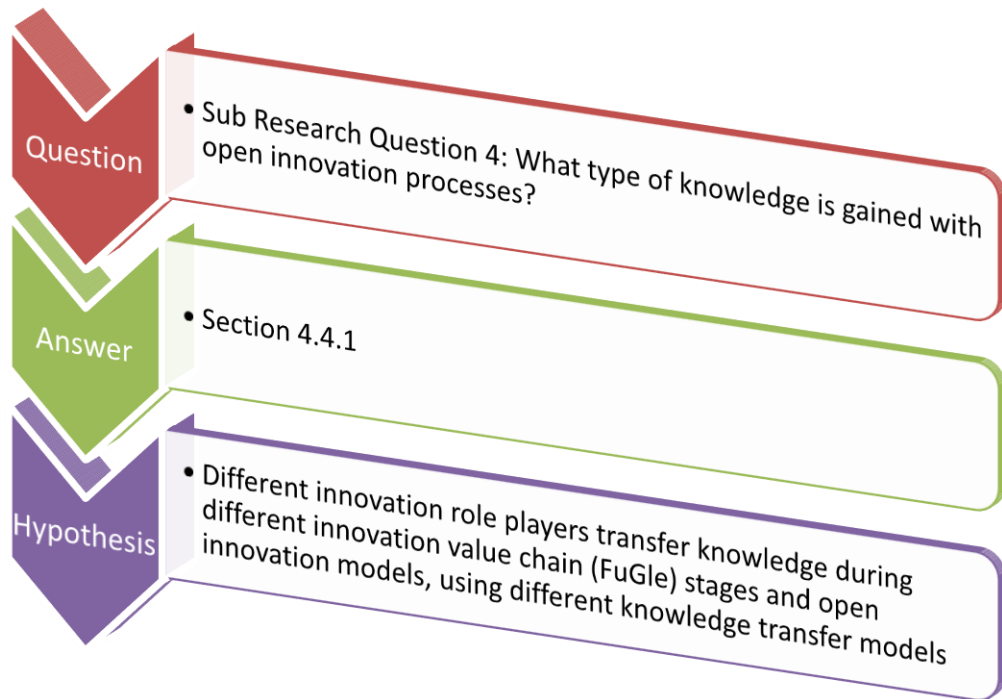 Question
• Sub Research Question 4: What type of knowledge is gained with
open innovation processes?
Answer
• Section 4.4.1
Hypothesis
• Different innovation role players transfer knowledge during
different innovation value chain (FuGle) stages and open
innovation models, using different knowledge transfer models